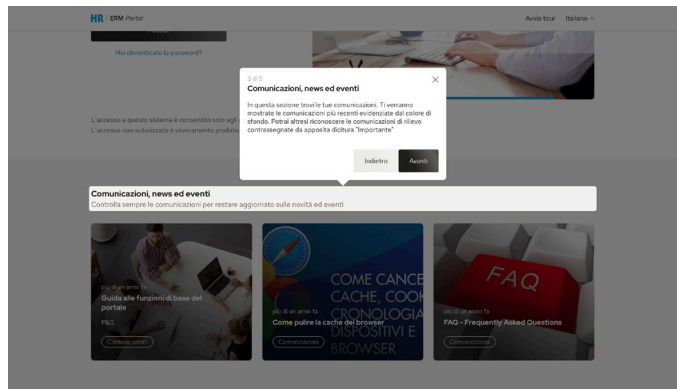 HR | ERM Portal
Avvia tour
Italiano
Hai dimenticato la password?
3 di 5
Comunicazioni, news ed eventi
In questa sezione trovi le tue comunicazioni. Ti verranno
mostrate le comunicazioni più recenti evidenziate dal colore di
sfondo. Potrai altresì riconoscere le comunicazioni di rilievo
contrassegnate da apposita dicitura "Importante"
Indietro
Avanti
L'accesso a questo sistema è consentito solo agli
L'accesso non autorizzato è severamente proibito
Comunicazioni, news ed eventi
Controlla sempre le comunicazioni per restare aggiornato sulle novità ed eventi
più di un anno fa
Guida alle funzioni di base del
portale
P&S
Comunicazioni
COME CANCE
CACHE, COOK
CRONOLOGIA
DISPOSITIVI E
BROWSER
più di un anno fa
Come pulire la cache del browser
Comunicazioni
FAQ
più di un anno fa
FAQ - Frequently Asked Questions
Comunicazioni